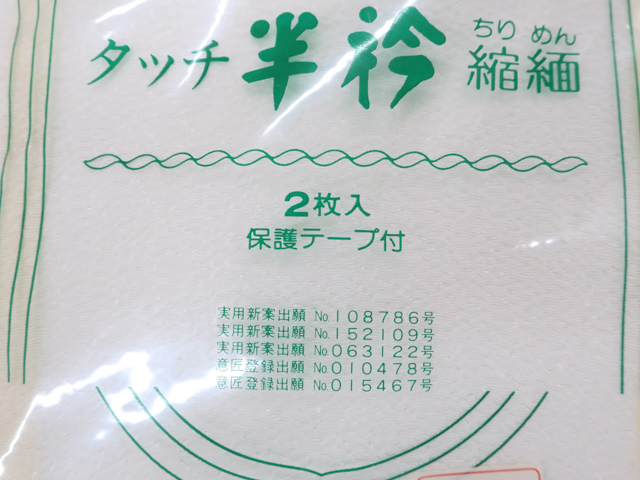 タッチ 半衿 縮緬
ちりめん
2枚入
保護テープ付
実用新案出願 No.108786号
実用新案出願 No.152109号
実用新案出願 No.063122号
意匠登録出願 No.010478号
意匠登録出願 No.015467号